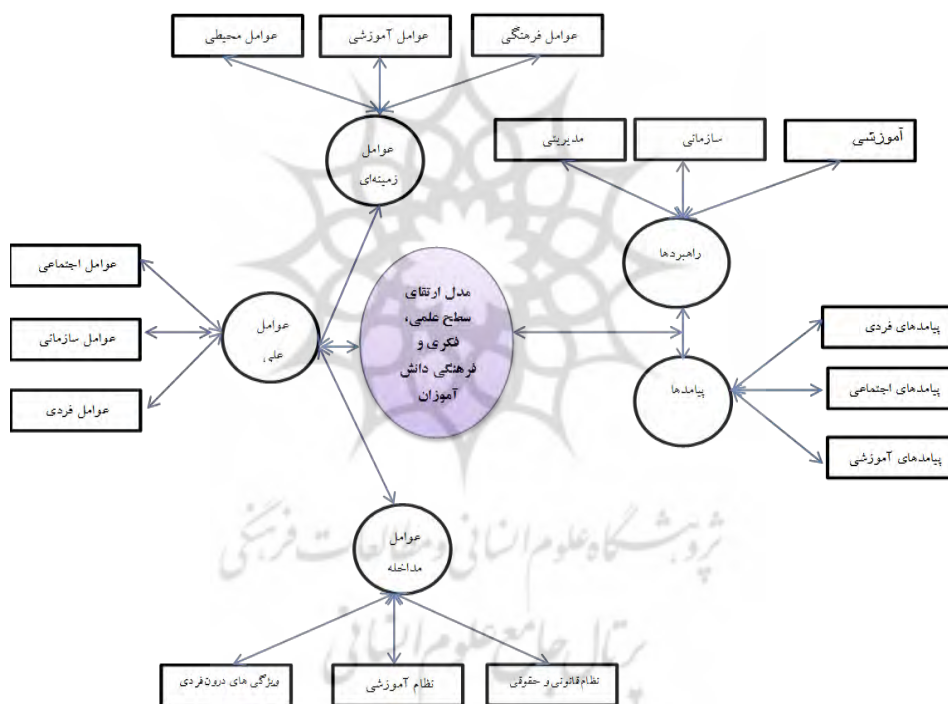 عوامل فرهنگی
عوامل آموزشی
عوامل محیطی
عوامل
زمینه‌ای
آموزشی
سازمانی
مدیریتی
راهبردها
مدل ارتقای
سطح علمی،
فکری و
فرهنگی دانش
آموزان
عوامل
علی
عوامل اجتماعی
عوامل سازمانی
عوامل فردی
پیامدها
پیامدهای فردی
پیامدهای اجتماعی
پیامدهای آموزشی
عوامل
مداخله
پژوهشگاه علوم انسانی و مطالعات فرهنگی
پرتال جامع علوم انسانی
نظام قانونی و حقوقی
نظام آموزشی
ویژگی های درون فردی